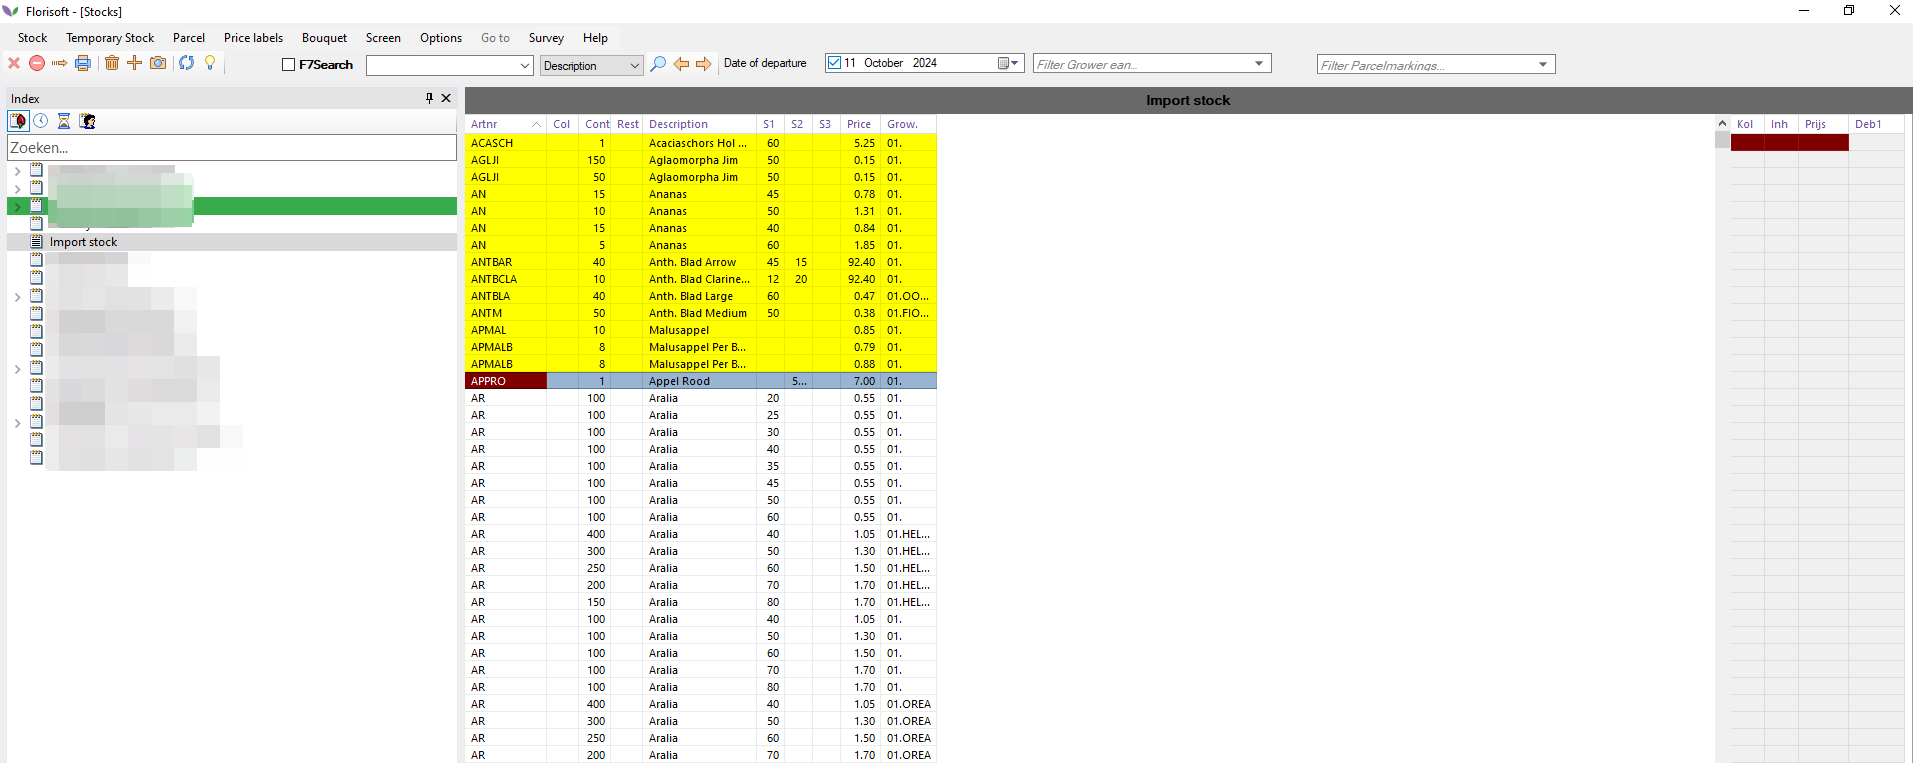 Florisoft - [Stocks]
Stock Temporary Stock Parcel Price labels Bouquet Screen Options Go to Survey Help
F7Search Description Date of departure 11 October 2024 Filter Grower ean... Filter Parcelmarkings...
Index
Import stock
Zoeken...
Import stock
Artnr Col Cont Rest Description S1 S2 S3 Price Grow.
ACASCH 1 Acaciaschors Hol ... 60 5.25 01.
AGLJI 150 Aglaomorpha Jim 50 0.15 01.
AGLJI 50 Aglaomorpha Jim 50 0.15 01.
AN 15 Ananas 45 0.78 01.
AN 10 Ananas 50 1.31 01.
AN 15 Ananas 40 0.84 01.
AN 5 Ananas 60 1.85 01.
ANTBAR 40 Anth. Blad Arrow 45 15 92.40 01.
ANTBCLA 10 Anth. Blad Clarine... 12 20 92.40 01.
ANTBLA 40 Anth. Blad Large 60 0.47 01.OO...
ANTM 50 Anth. Blad Medium 50 0.38 01.FIO...
APMAL 10 Malusappel 0.85 01.
APMALB 8 Malusappel Per B... 0.79 01.
APMALB 8 Malusappel Per B... 0.88 01.
APPRO 1 Appel Rood 5... 7.00 01.
AR 100 Aralia 20 0.55 01.
AR 100 Aralia 25 0.55 01.
AR 100 Aralia 30 0.55 01.
AR 100 Aralia 40 0.55 01.
AR 100 Aralia 35 0.55 01.
AR 100 Aralia 45 0.55 01.
AR 100 Aralia 50 0.55 01.
AR 100 Aralia 60 0.55 01.
AR 400 Aralia 40 1.05 01.HEL...
AR 300 Aralia 50 1.30 01.HEL...
AR 250 Aralia 60 1.50 01.HEL...
AR 200 Aralia 70 1.70 01.HEL...
AR 150 Aralia 80 1.70 01.HEL...
AR 100 Aralia 40 1.05 01.
AR 100 Aralia 50 1.30 01.
AR 100 Aralia 60 1.50 01.
AR 100 Aralia 70 1.70 01.
AR 100 Aralia 80 1.70 01.
AR 400 Aralia 40 1.05 01.OREA
AR 300 Aralia 50 1.30 01.OREA
AR 250 Aralia 60 1.50 01.OREA
AR 200 Aralia 70 1.70 01.OREA
Kol Inh Prijs Deb1